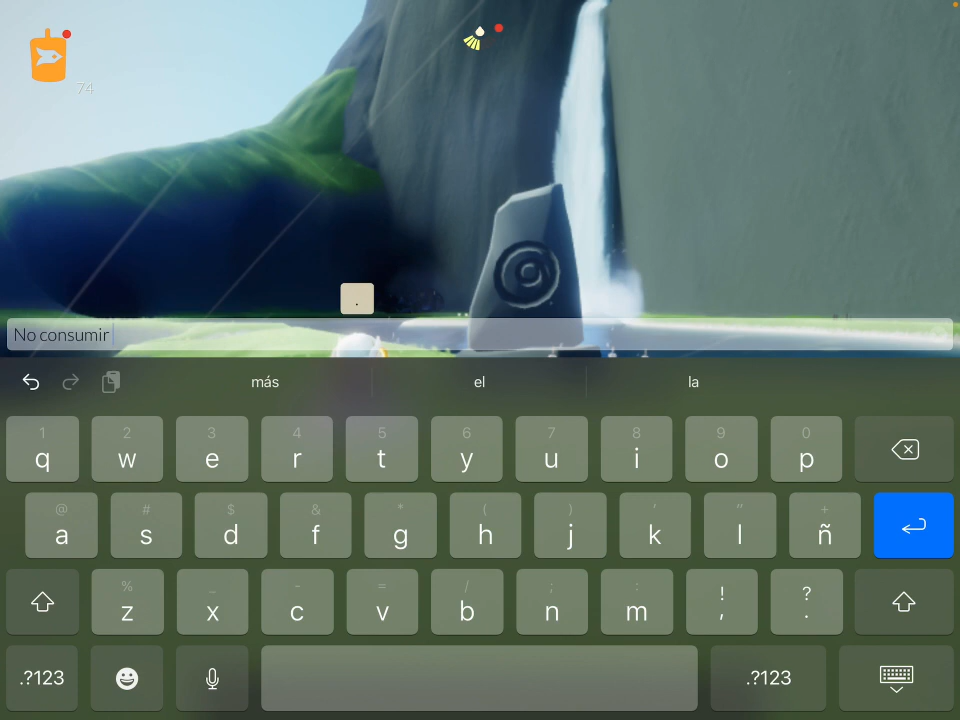 74
.
No consumir
más el la
1 2 3 4 5 6 7 8 9 0
q w e r t y u i o p
@ # $ & * ( ) ' " +
a s d f g h j k l ñ
% _ - = / ; : ! ?
z x c v b n m , .
.?123 .?123